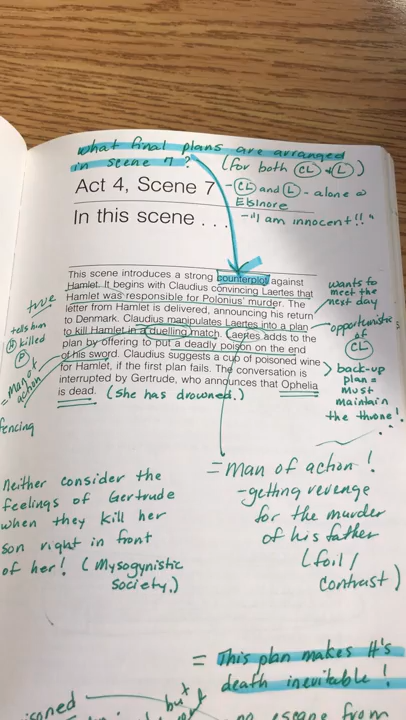 what final plans are arranged
in scene 7? (for both CL + L)
Act 4, Scene 7
- CL and L - alone @
Elsinore
- "I am innocent!!"
In this scene . . .
This scene introduces a strong counterplot against
Hamlet. It begins with Claudius convincing Laertes that
Hamlet was responsible for Polonius' murder. The
letter from Hamlet is delivered, announcing his return
to Denmark. Claudius manipulates Laertes into a plan
to kill Hamlet in a duelling match. Laertes adds to the
plan by offering to put a deadly poison on the end
of his sword. Claudius suggests a cup of poisoned wine
for Hamlet, if the first plan fails. The conversation is
interrupted by Gertrude, who announces that Ophelia
is dead. (She has drowned.)
true
tells him
H killed
P
= man of
action
fencing
wants to
meet the
next day
opportunistic
of
CL
> back-up
plan =
must
maintain
the throne!
Neither consider the
feelings of Gertrude
when they kill her
son right in front
of her! (Mysogynistic
society.)
= Man of action!
- getting revenge
for the murder
of his father
(foil/
contrast)
= This plan makes H's
death inevitable!
but
no escape from